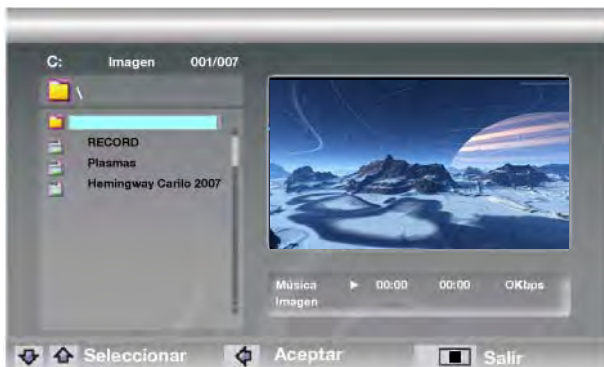 C: Imagen 001/007
\
RECORD
Plasmas
Hemingway Carilo 2007
Música 00:00 00:00 OKbps
Imagen
Seleccionar Aceptar Salir